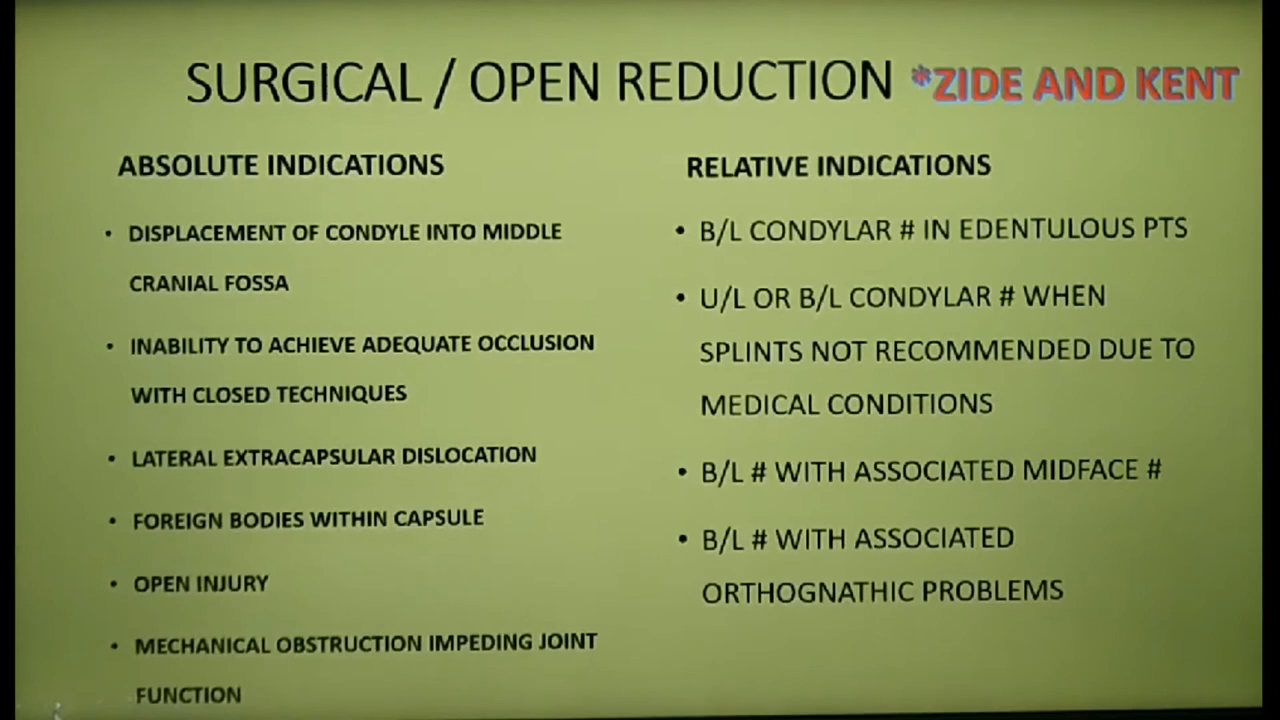 SURGICAL / OPEN REDUCTION *ZIDE AND KENT
ABSOLUTE INDICATIONS
• DISPLACEMENT OF CONDYLE INTO MIDDLE
CRANIAL FOSSA
• INABILITY TO ACHIEVE ADEQUATE OCCLUSION
WITH CLOSED TECHNIQUES
• LATERAL EXTRACAPSULAR DISLOCATION
• FOREIGN BODIES WITHIN CAPSULE
• OPEN INJURY
• MECHANICAL OBSTRUCTION IMPEDING JOINT
FUNCTION
RELATIVE INDICATIONS
• B/L CONDYLAR # IN EDENTULOUS PTS
• U/L OR B/L CONDYLAR # WHEN
SPLINTS NOT RECOMMENDED DUE TO
MEDICAL CONDITIONS
• B/L # WITH ASSOCIATED MIDFACE #
• B/L # WITH ASSOCIATED
ORTHOGNATHIC PROBLEMS